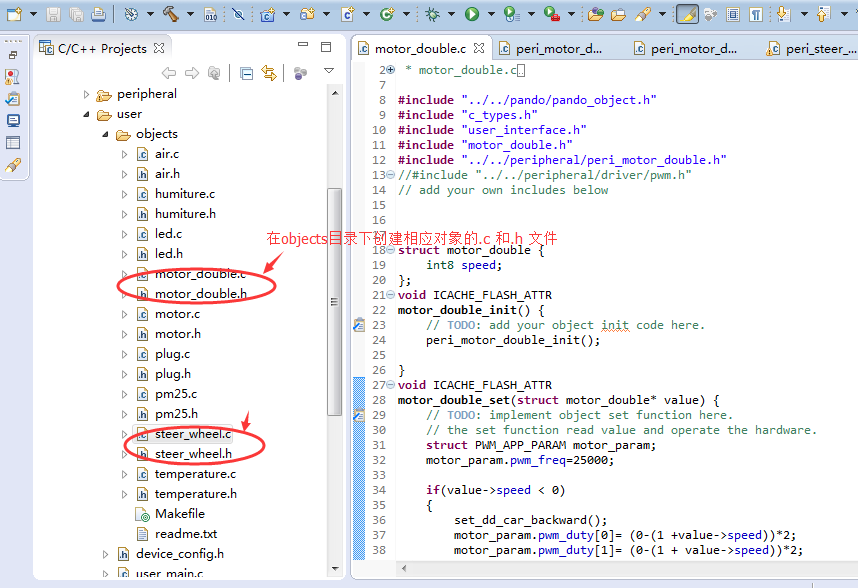 C/C++ Projects
peripheral
user
objects
air.c
air.h
humiture.c
humiture.h
led.c
led.h
motor_double.c
motor_double.h
motor.c
motor.h
plug.c
plug.h
pm25.c
pm25.h
steer_wheel.c
steer_wheel.h
temperature.c
temperature.h
Makefile
readme.txt
device_config.h
user_main.c
在objects目录下创建相应对象的.c 和.h 文件
motor_double.c
peri_motor_d...
peri_motor_d...
peri_steer_...
2 * motor_double.c
7
8 #include "../../pando/pando_object.h"
9 #include "c_types.h"
10 #include "user_interface.h"
11 #include "motor_double.h"
12 #include "../../peripheral/peri_motor_double.h"
13 //#include "../../peripheral/driver/pwm.h"
14 // add your own includes below
15
16
18 struct motor_double {
19 int8 speed;
20 };
21 void ICACHE_FLASH_ATTR
22 motor_double_init() {
23 // TODO: add your object init code here.
24 peri_motor_double_init();
25
26 }
27 void ICACHE_FLASH_ATTR
28 motor_double_set(struct motor_double* value) {
29 // TODO: implement object set function here.
30 // the set function read value and operate the hardware.
31 struct PWM_APP_PARAM motor_param;
32 motor_param.pwm_freq=25000;
33
34 if(value->speed < 0)
35 {
36 set_dd_car_backward();
37 motor_param.pwm_duty[0]= (0-(1 +value->speed))*2;
38 motor_param.pwm_duty[1]= (0-(1 + value->speed))*2;